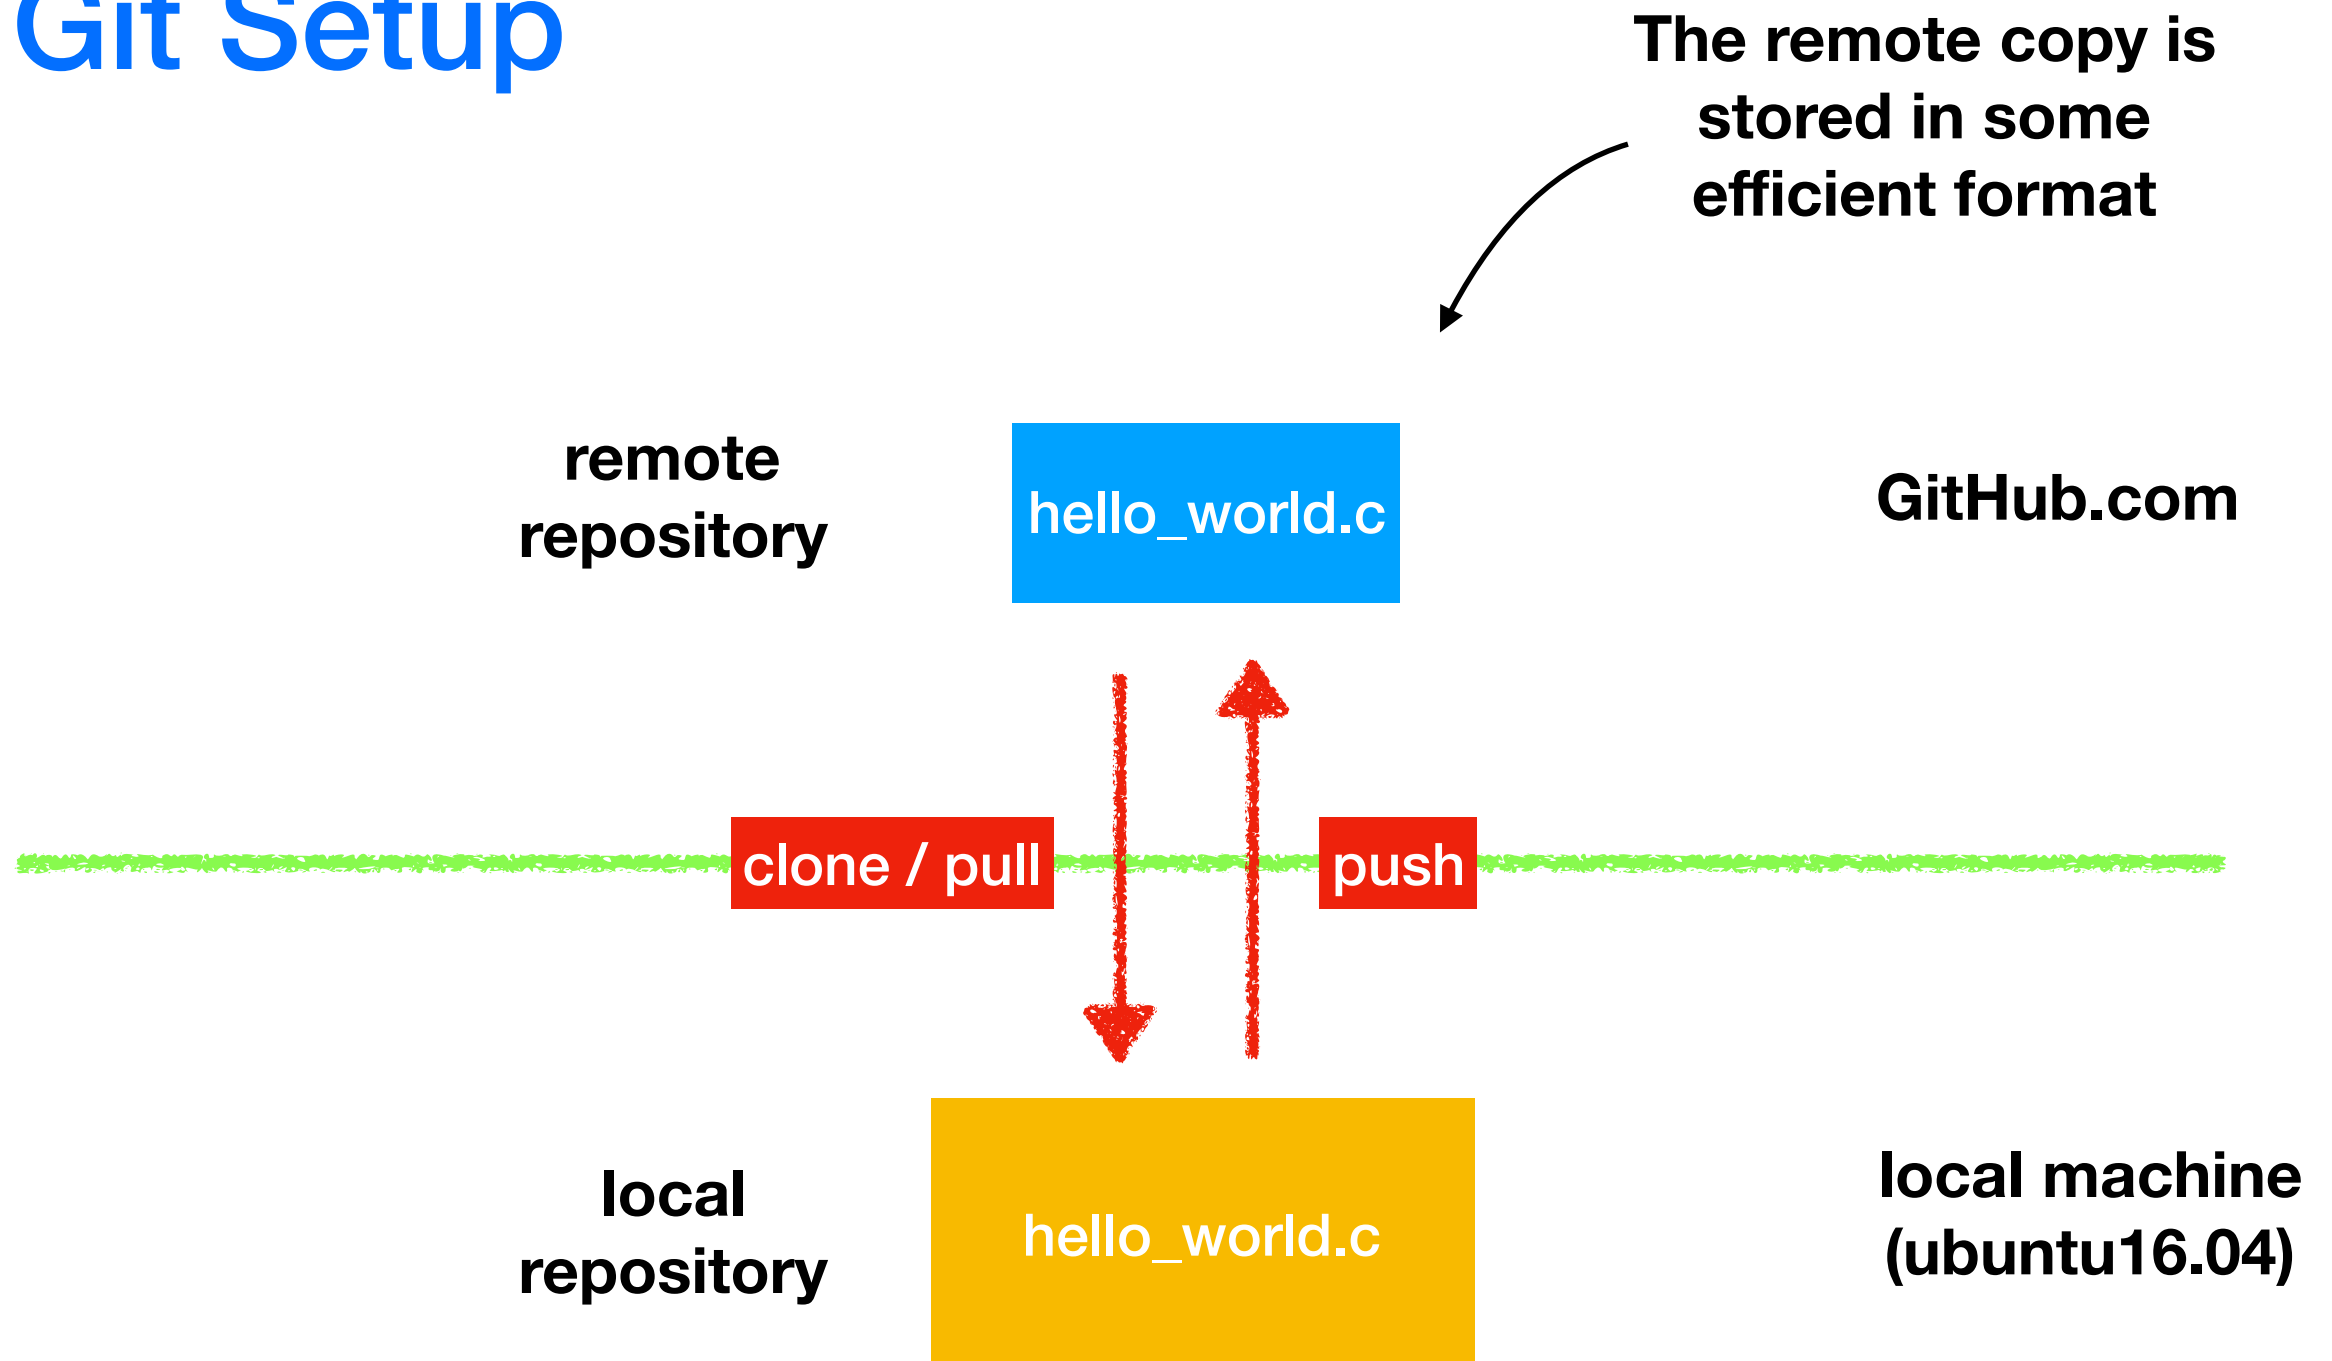 Git Setup
The remote copy is
stored in some
efficient format
remote
repository
hello_world.c
GitHub.com
clone / pull
push
local
repository
hello_world.c
local machine
(ubuntu16.04)